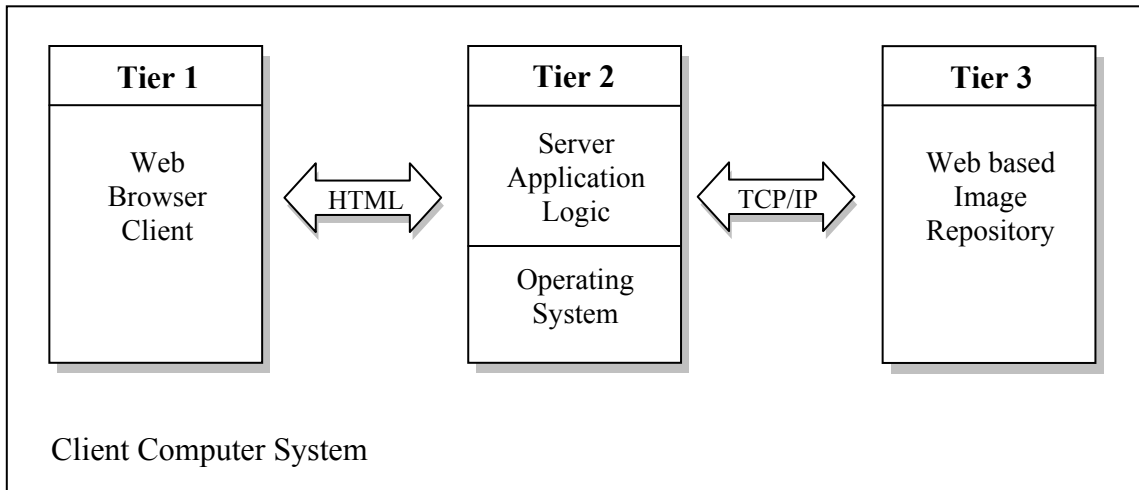 Tier 1
Web
Browser
Client
HTML
Tier 2
Server
Application
Logic
Operating
System
TCP/IP
Tier 3
Web based
Image
Repository
Client Computer System